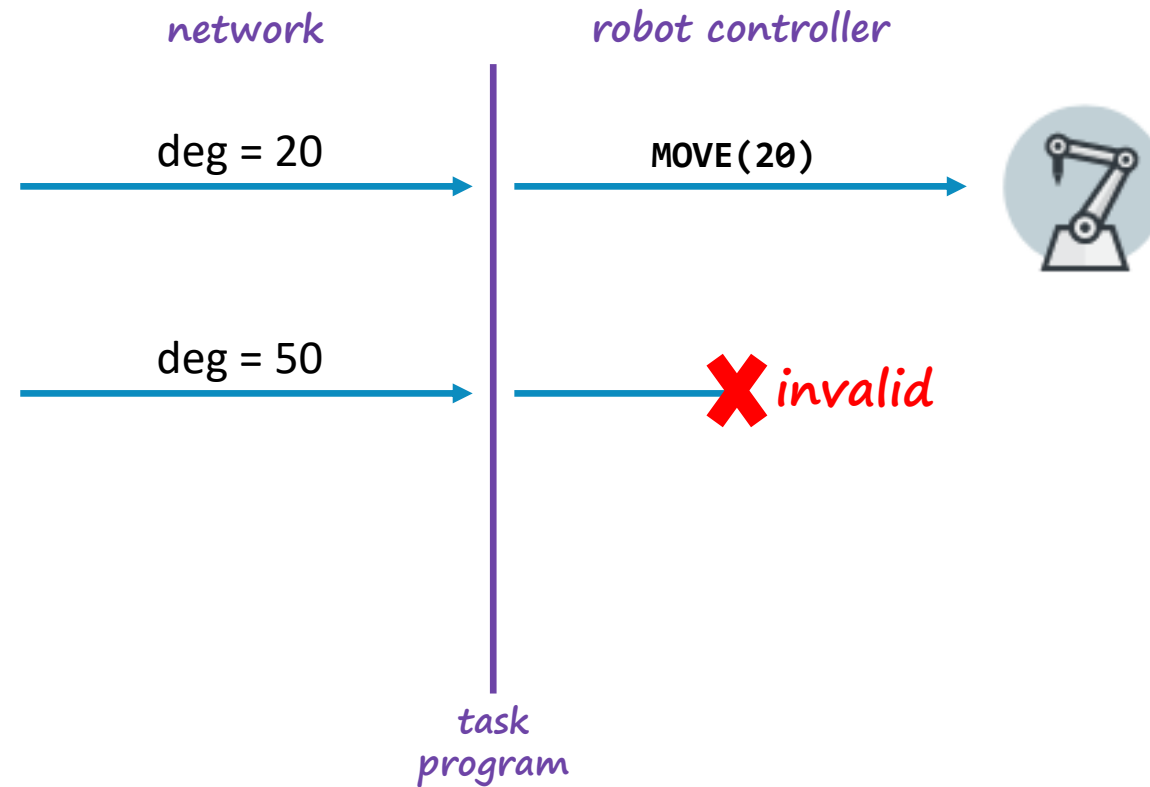 network
robot controller
deg = 20
MOVE(20)
deg = 50
invalid
task
program